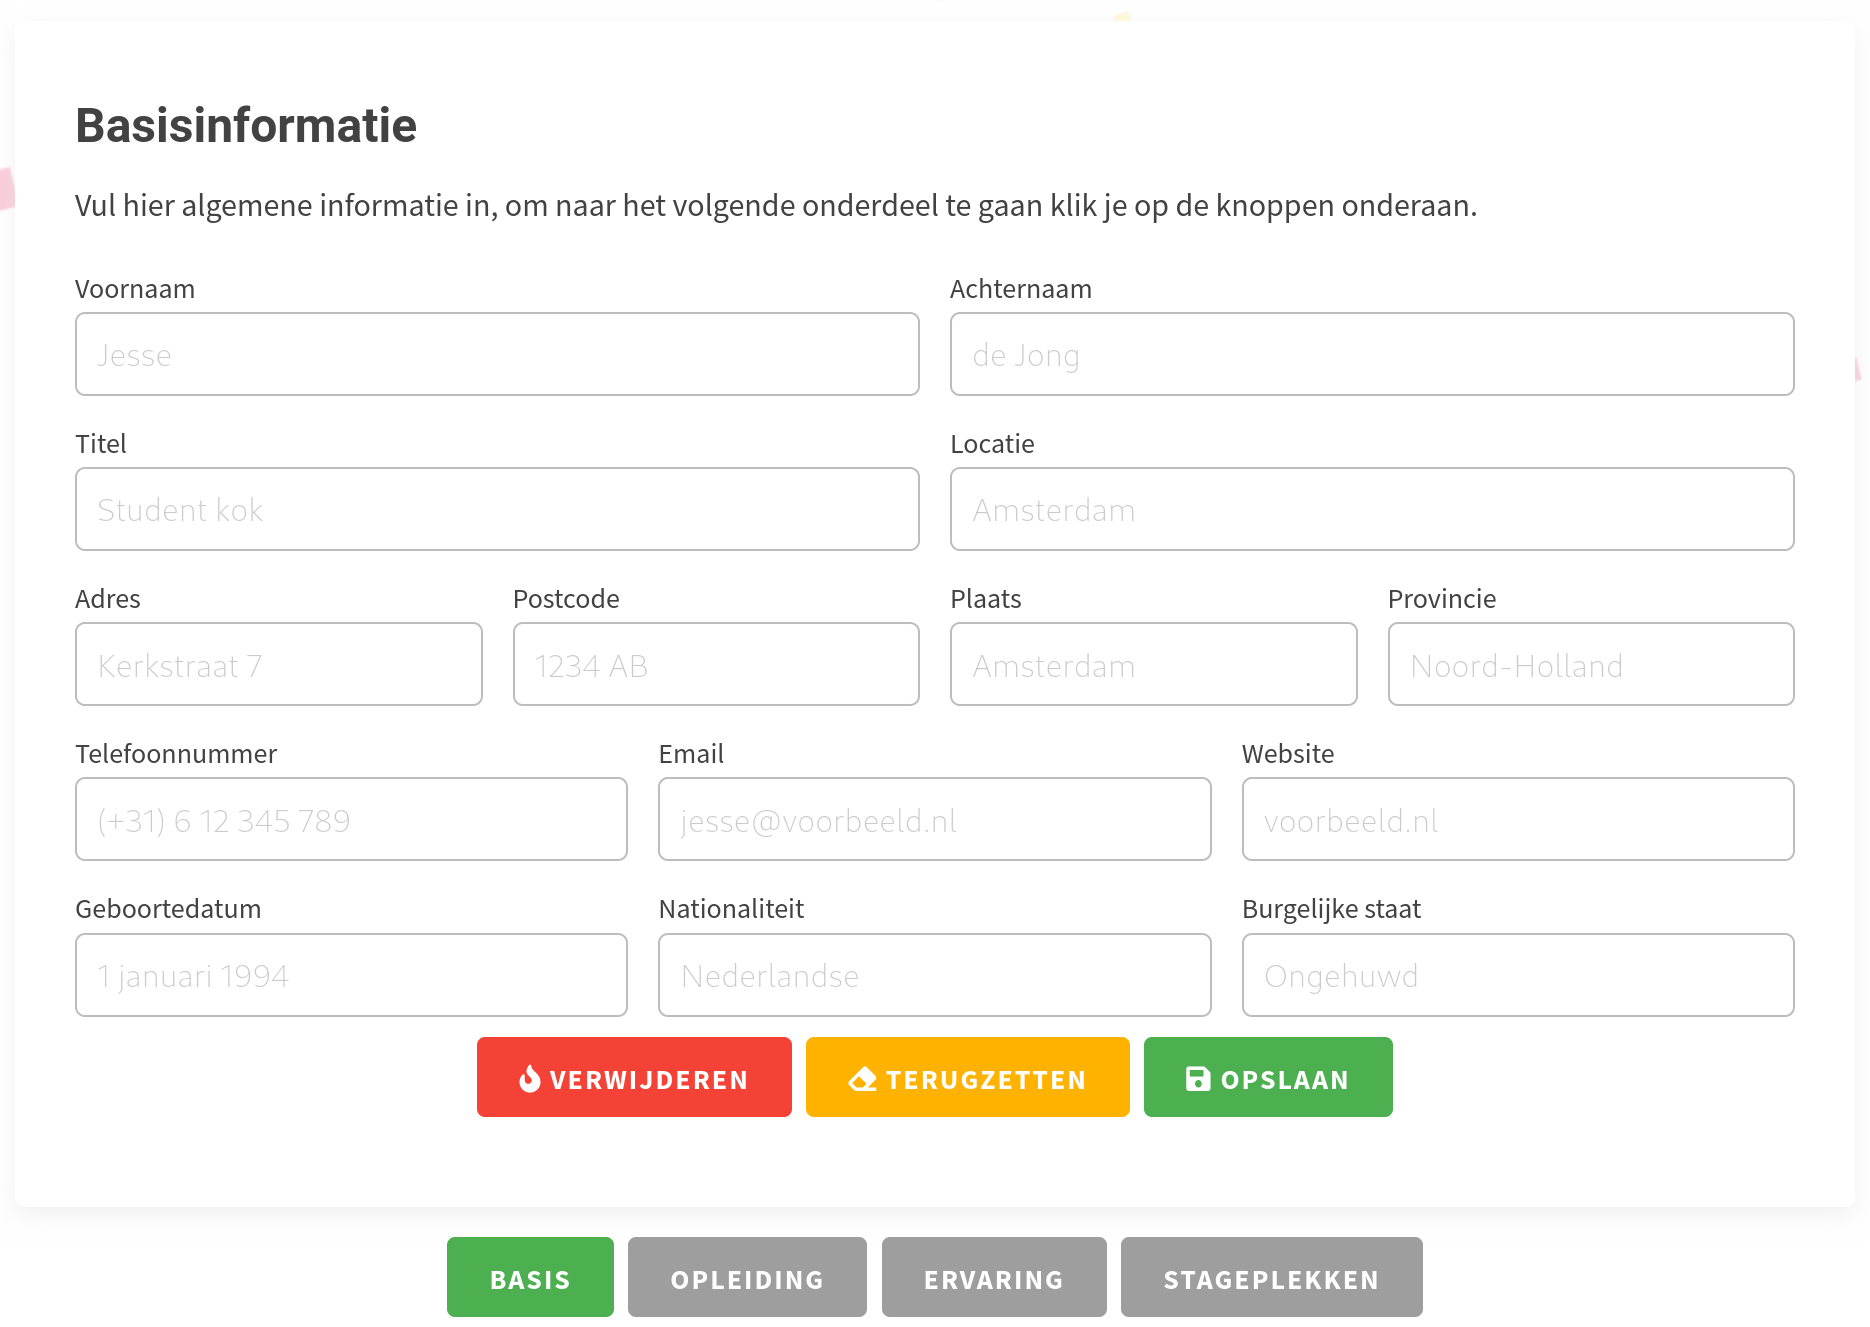 Basisinformatie
Vul hier algemene informatie in, om naar het volgende onderdeel te gaan klik je op de knoppen onderaan.
Voornaam Achternaam
Jesse de Jong
Titel Locatie
Student kok Amsterdam
Adres Postcode Plaats Provincie
Kerkstraat 7 1234 AB Amsterdam Noord-Holland
Telefoonnummer Email Website
(+31) 6 12 345 789 jesse@voorbeeld.nl voorbeeld.nl
Geboortedatum Nationaliteit Burgelijke staat
1 januari 1994 Nederlandse Ongehuwd
VERWIJDEREN TERUGZETTEN OPSLAAN
BASIS OPLEIDING ERVARING STAGEPLEKKEN